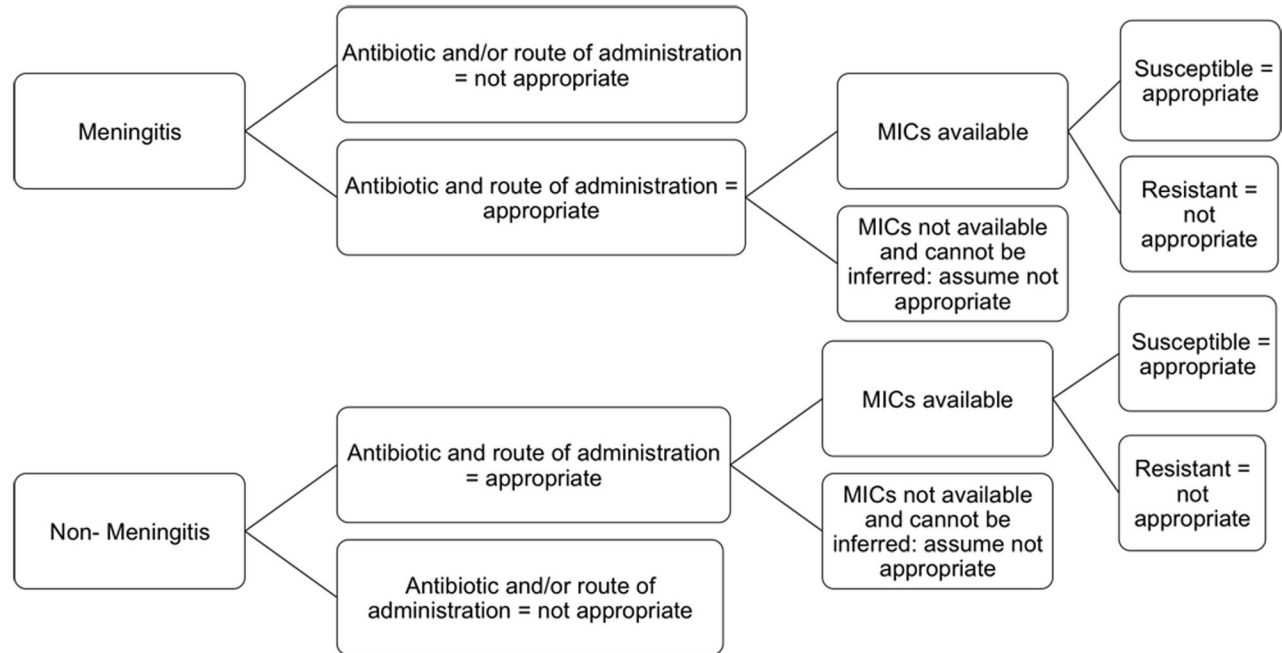 Meningitis
Antibiotic and/or route of administration
= not appropriate
Antibiotic and route of administration =
appropriate
MICs available
MICs not available
and cannot be
inferred: assume not
appropriate
Susceptible =
appropriate
Resistant =
not
appropriate
Non- Meningitis
Antibiotic and route of administration
= appropriate
Antibiotic and/or route of
administration = not appropriate
MICs available
MICs not available
and cannot be
inferred: assume not
appropriate
Susceptible =
appropriate
Resistant =
not
appropriate